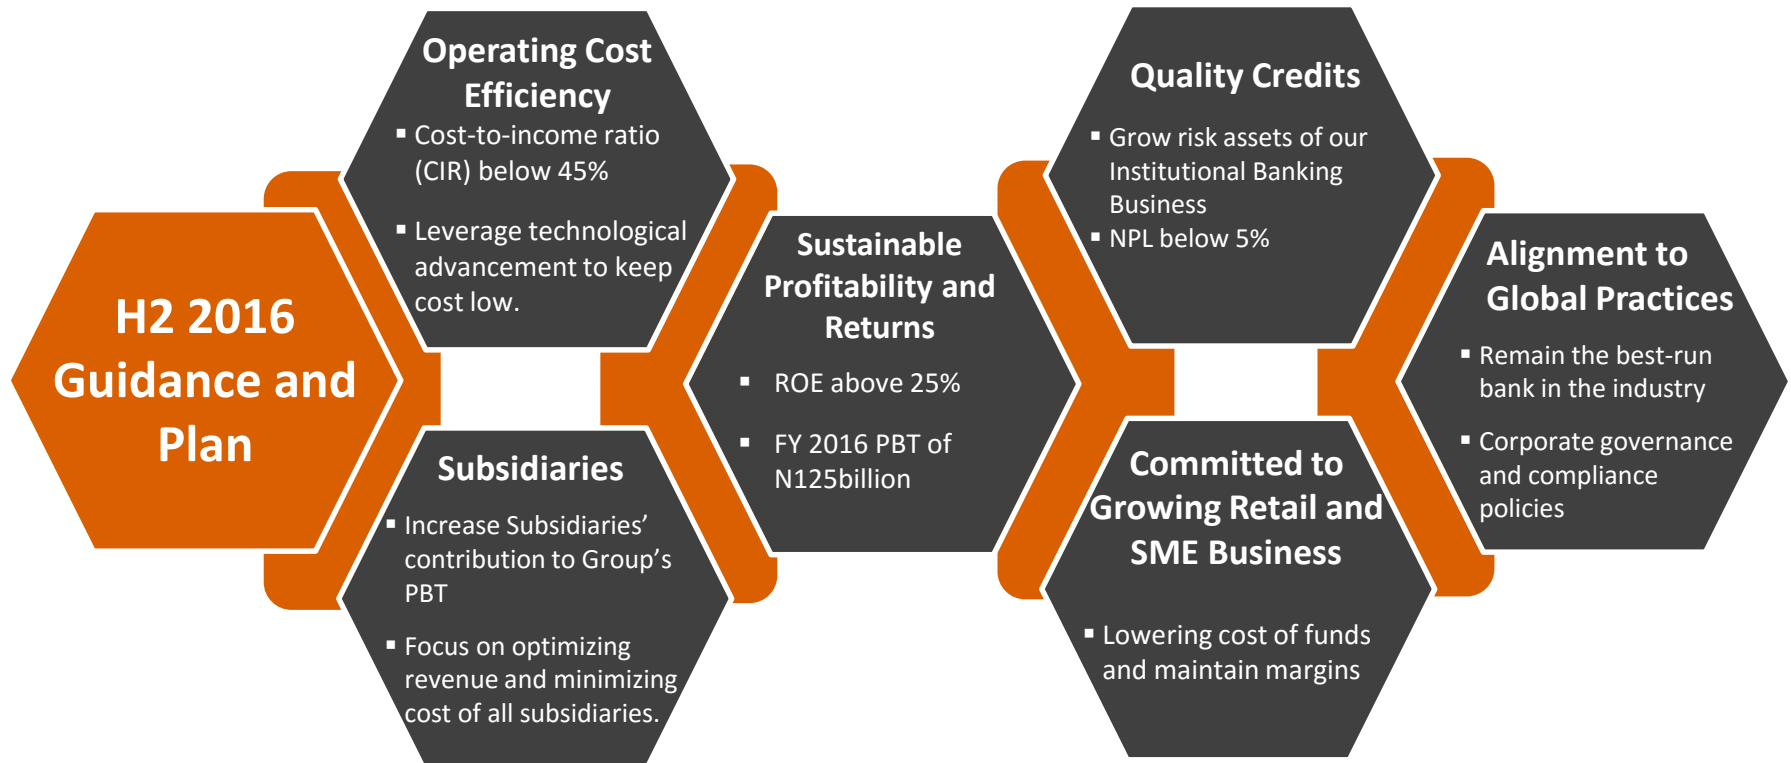 H2 2016
Guidance and
Plan
Operating Cost
Efficiency
▪ Cost-to-income ratio
(CIR) below 45%
▪ Leverage technological
advancement to keep
cost low.
Subsidiaries
▪ Increase Subsidiaries’
contribution to Group’s
PBT
▪ Focus on optimizing
revenue and minimizing
cost of all subsidiaries.
Sustainable
Profitability and
Returns
▪ ROE above 25%
▪ FY 2016 PBT of
N125billion
Quality Credits
▪ Grow risk assets of our
Institutional Banking
Business
▪ NPL below 5%
Committed to
Growing Retail and
SME Business
▪ Lowering cost of funds
and maintain margins
Alignment to
Global Practices
▪ Remain the best-run
bank in the industry
▪ Corporate governance
and compliance
policies